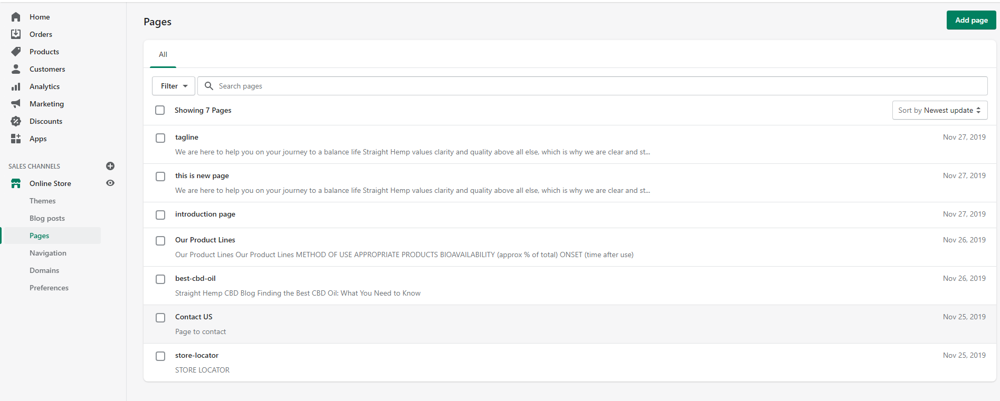 Home
Orders
Products
Customers
Analytics
Marketing
Discounts
Apps
SALES CHANNELS
Online Store
Themes
Blog posts
Pages
Navigation
Domains
Preferences
Pages
Add page
All
Filter
Search pages
Showing 7 Pages
Sort by Newest update
tagline
Nov 27, 2019
We are here to help you on your journey to a balance life Straight Hemp values clarity and quality above all else, which is why we are clear and st...
this is new page
Nov 27, 2019
We are here to help you on your journey to a balance life Straight Hemp values clarity and quality above all else, which is why we are clear and st...
introduction page
Nov 27, 2019
Our Product Lines
Nov 26, 2019
Our Product Lines Our Product Lines METHOD OF USE APPROPRIATE PRODUCTS BIOAVAILABILITY (approx % of total) ONSET (time after use)
best-cbd-oil
Nov 26, 2019
Straight Hemp CBD Blog Finding the Best CBD Oil: What You Need to Know
Contact US
Nov 25, 2019
Page to contact
store-locator
Nov 25, 2019
STORE LOCATOR